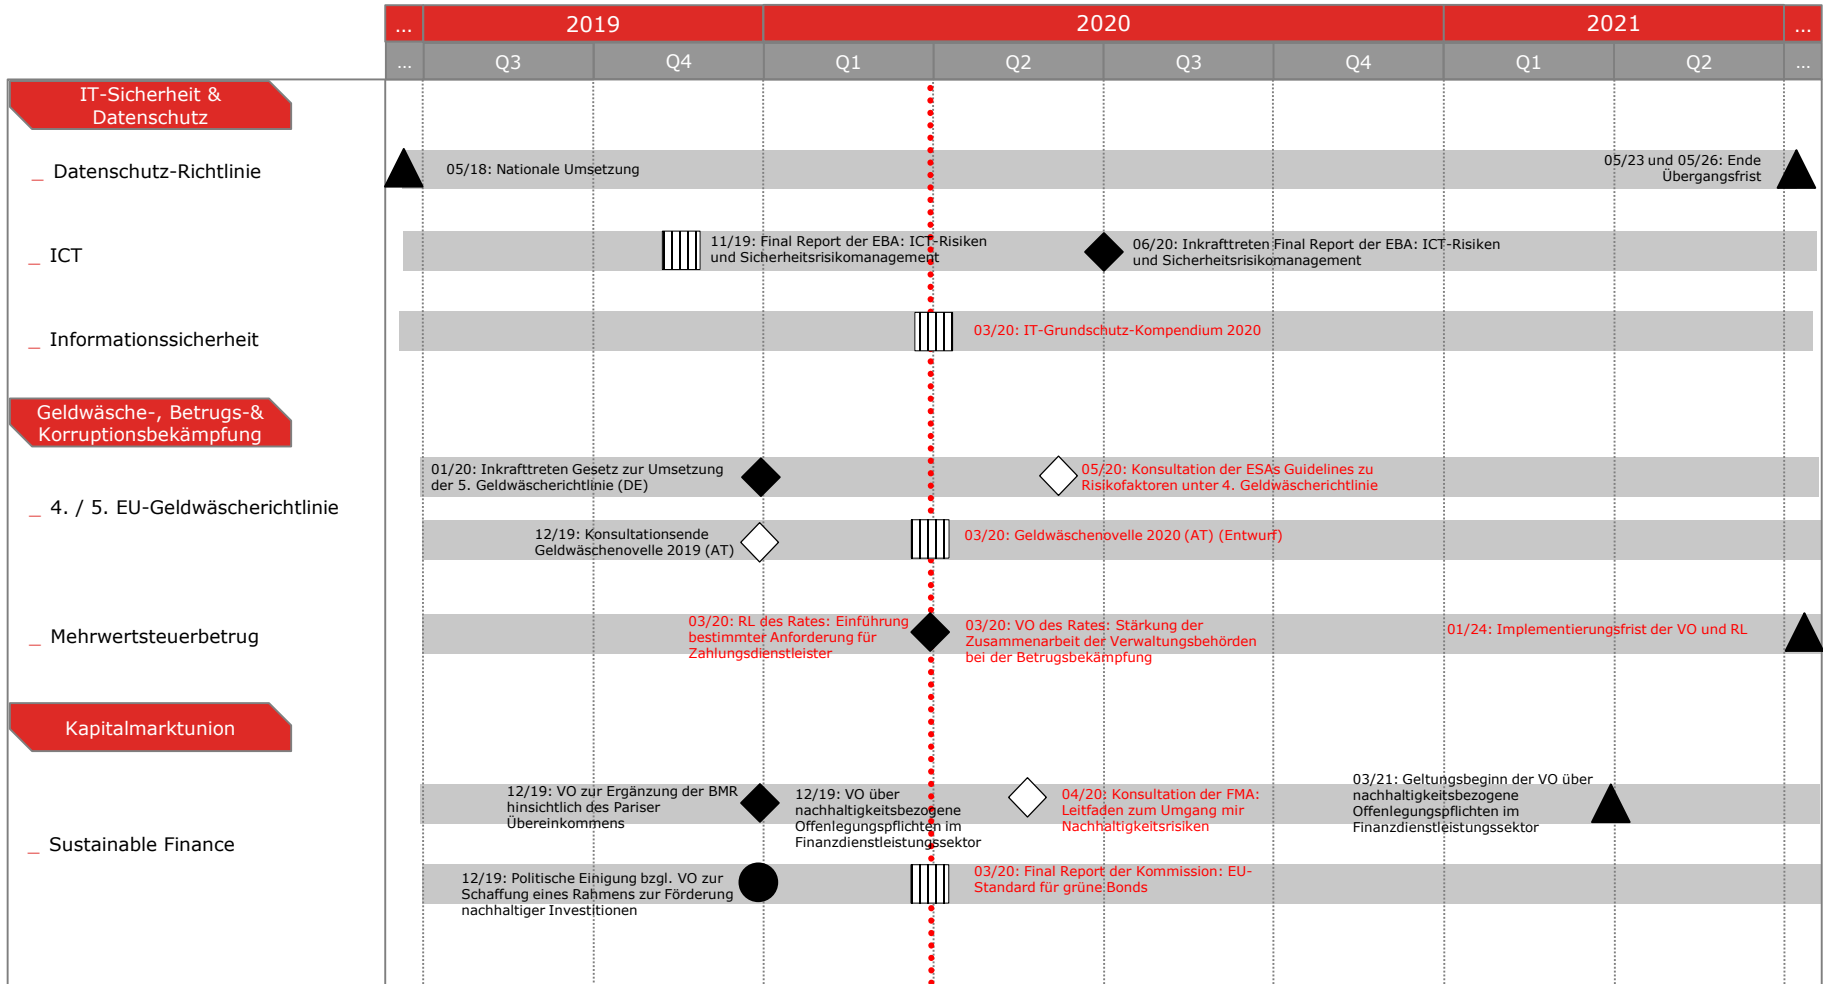 ... 2019 2020 2021 ...
... Q3 Q4 Q1 Q2 Q3 Q4 Q1 Q2 ...
IT-Sicherheit &
Datenschutz
_ Datenschutz-Richtlinie
05/18: Nationale Umsetzung
05/23 und 05/26: Ende
Übergangsfrist
_ ICT
11/19: Final Report der EBA: ICT-Risiken
und Sicherheitsrisikomanagement
06/20: Inkrafttreten Final Report der EBA: ICT-Risiken
und Sicherheitsrisikomanagement
_ Informationssicherheit
03/20: IT-Grundschutz-Kompendium 2020
Geldwäsche-, Betrugs-&
Korruptionsbekämpfung
_ 4. / 5. EU-Geldwäscherichtlinie
01/20: Inkrafttreten Gesetz zur Umsetzung
der 5. Geldwäscherichtlinie (DE)
05/20: Konsultation der ESAs Guidelines zu
Risikofaktoren unter 4. Geldwäscherichtlinie
12/19: Konsultationsende
Geldwäschenovelle 2019 (AT)
03/20: Geldwäschenovelle 2020 (AT) (Entwurf)
_ Mehrwertsteuerbetrug
03/20: RL des Rates: Einführung
bestimmter Anforderung für
Zahlungsdienstleister
03/20: VO des Rates: Stärkung der
Zusammenarbeit der Verwaltungsbehörden
bei der Betrugsbekämpfung
01/24: Implementierungsfrist der VO und RL
Kapitalmarktunion
_ Sustainable Finance
12/19: VO zur Ergänzung der BMR
hinsichtlich des Pariser
Übereinkommens
12/19: VO über
nachhaltigkeitsbezogene
Offenlegungspflichten im
Finanzdienstleistungssektor
04/20: Konsultation der FMA:
Leitfaden zum Umgang mir
Nachhaltigkeitsrisiken
03/21: Geltungsbeginn der VO über
nachhaltigkeitsbezogene
Offenlegungspflichten im
Finanzdienstleistungssektor
12/19: Politische Einigung bzgl. VO zur
Schaffung eines Rahmens zur Förderung
nachhaltiger Investitionen
03/20: Final Report der Kommission: EU-
Standard für grüne Bonds